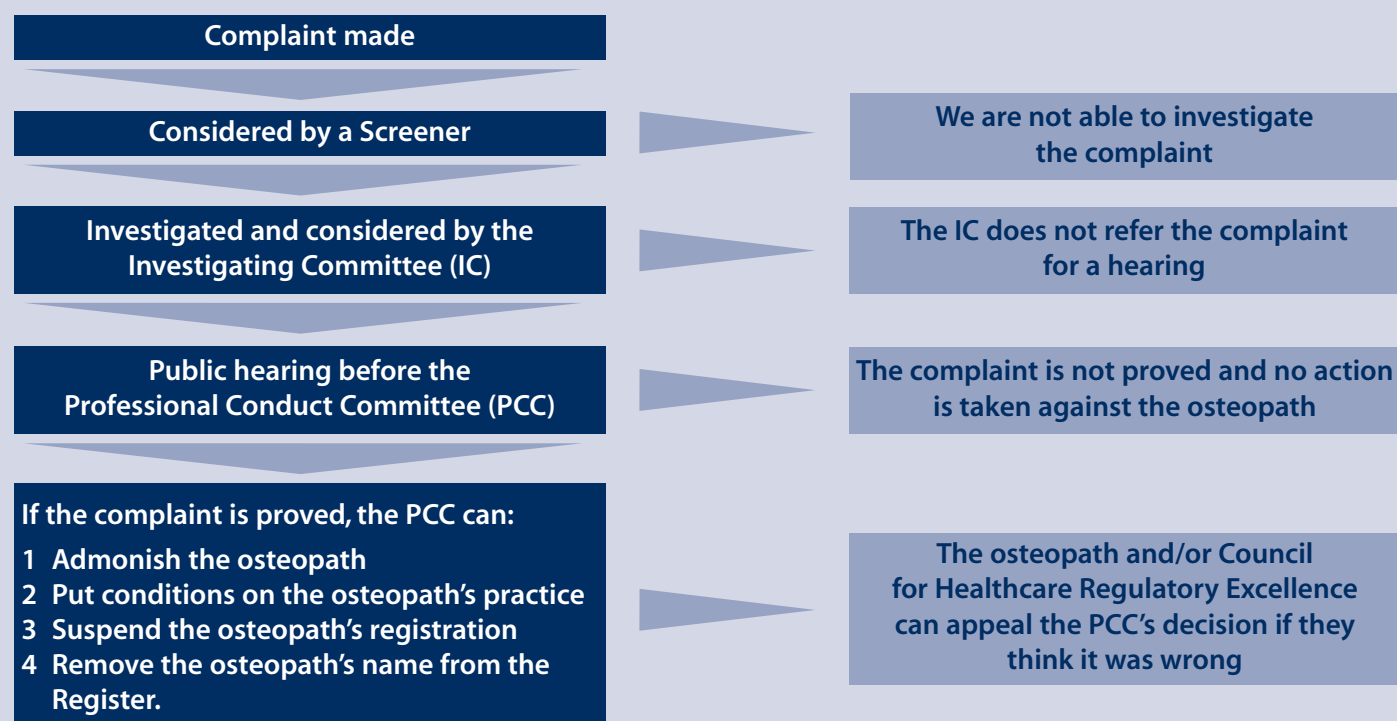 Complaint made
Considered by a Screener
We are not able to investigate
the complaint
Investigated and considered by the
Investigating Committee (IC)
The IC does not refer the complaint
for a hearing
Public hearing before the
Professional Conduct Committee (PCC)
The complaint is not proved and no action
is taken against the osteopath
If the complaint is proved, the PCC can:
1 Admonish the osteopath
2 Put conditions on the osteopath's practice
3 Suspend the osteopath's registration
4 Remove the osteopath's name from the
Register.
The osteopath and/or Council
for Healthcare Regulatory Excellence
can appeal the PCC's decision if they
think it was wrong